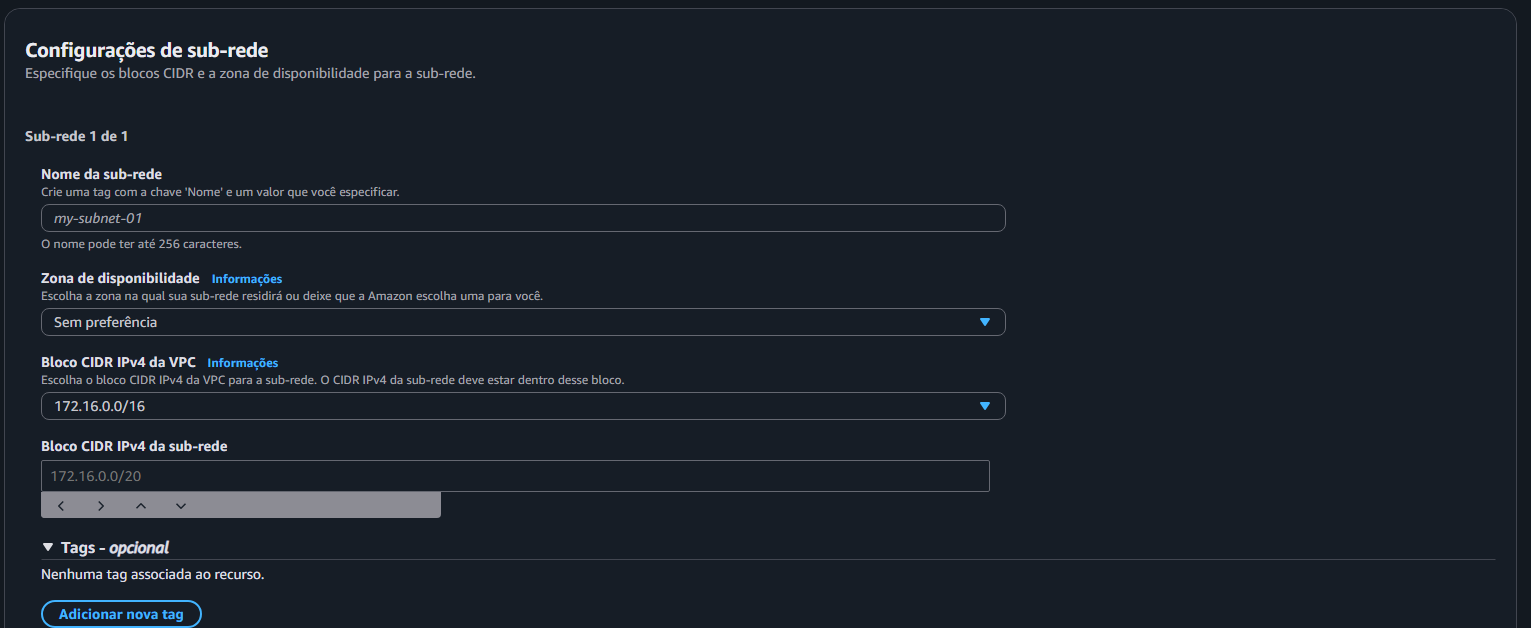 Configurações de sub-rede
Especifique os blocos CIDR e a zona de disponibilidade para a sub-rede.
Sub-rede 1 de 1
Nome da sub-rede
Crie uma tag com a chave 'Nome' e um valor que você especificar.
my-subnet-01
O nome pode ter até 256 caracteres.
Zona de disponibilidade Informações
Escolha a zona na qual sua sub-rede residirá ou deixe que a Amazon escolha uma para você.
Sem preferência
Bloco CIDR IPv4 da VPC Informações
Escolha o bloco CIDR IPv4 da VPC para a sub-rede. O CIDR IPv4 da sub-rede deve estar dentro desse bloco.
172.16.0.0/16
Bloco CIDR IPv4 da sub-rede
172.16.0.0/20
Tags - opcional
Nenhuma tag associada ao recurso.
Adicionar nova tag